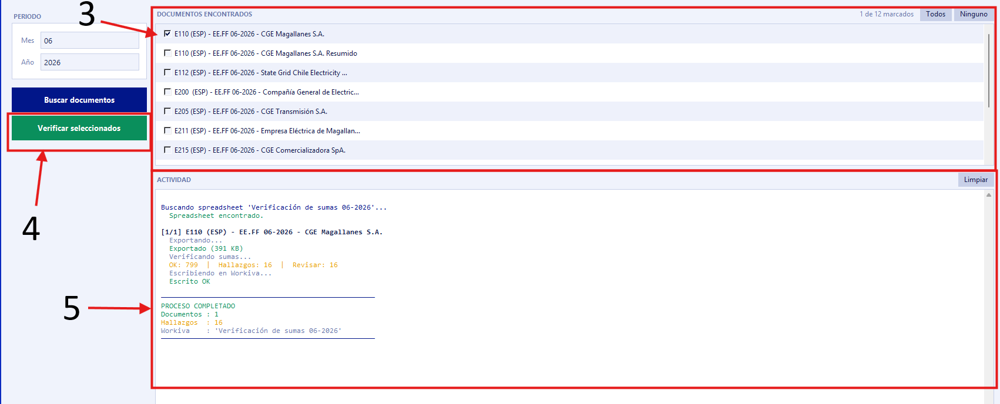 PERIODO
Mes 06
Año 2026
Buscar documentos
Verificar seleccionados
3
4
5
DOCUMENTOS ENCONTRADOS 1 de 12 marcados Todos Ninguno
E110 (ESP) - EE.FF 06-2026 - CGE Magallanes S.A.
E110 (ESP) - EE.FF 06-2026 - CGE Magallanes S.A. Resumido
E112 (ESP) - EE.FF 06-2026 - State Grid Chile Electricity ...
E200  (ESP) - EE.FF 06-2026 - Compañía General de Electric...
E205 (ESP) - EE.FF 06-2026 - CGE Transmisión S.A.
E211 (ESP) - EE.FF 06-2026 - Empresa Eléctrica de Magallan...
E215 (ESP) - EE.FF 06-2026 - CGE Comercializadora SpA.
ACTIVIDAD Limpiar
Buscando spreadsheet 'Verificación de sumas 06-2026'...
Spreadsheet encontrado.
[1/1] E110 (ESP) - EE.FF 06-2026 - CGE Magallanes S.A.
Exportando...
Exportado (391 KB)
Verificando sumas...
OK: 799 | Hallazgos: 16 | Revisar: 16
Escribiendo en Workiva...
Escrito OK
PROCESO COMPLETADO
Documentos : 1
Hallazgos : 16
Workiva : 'Verificación de sumas 06-2026'